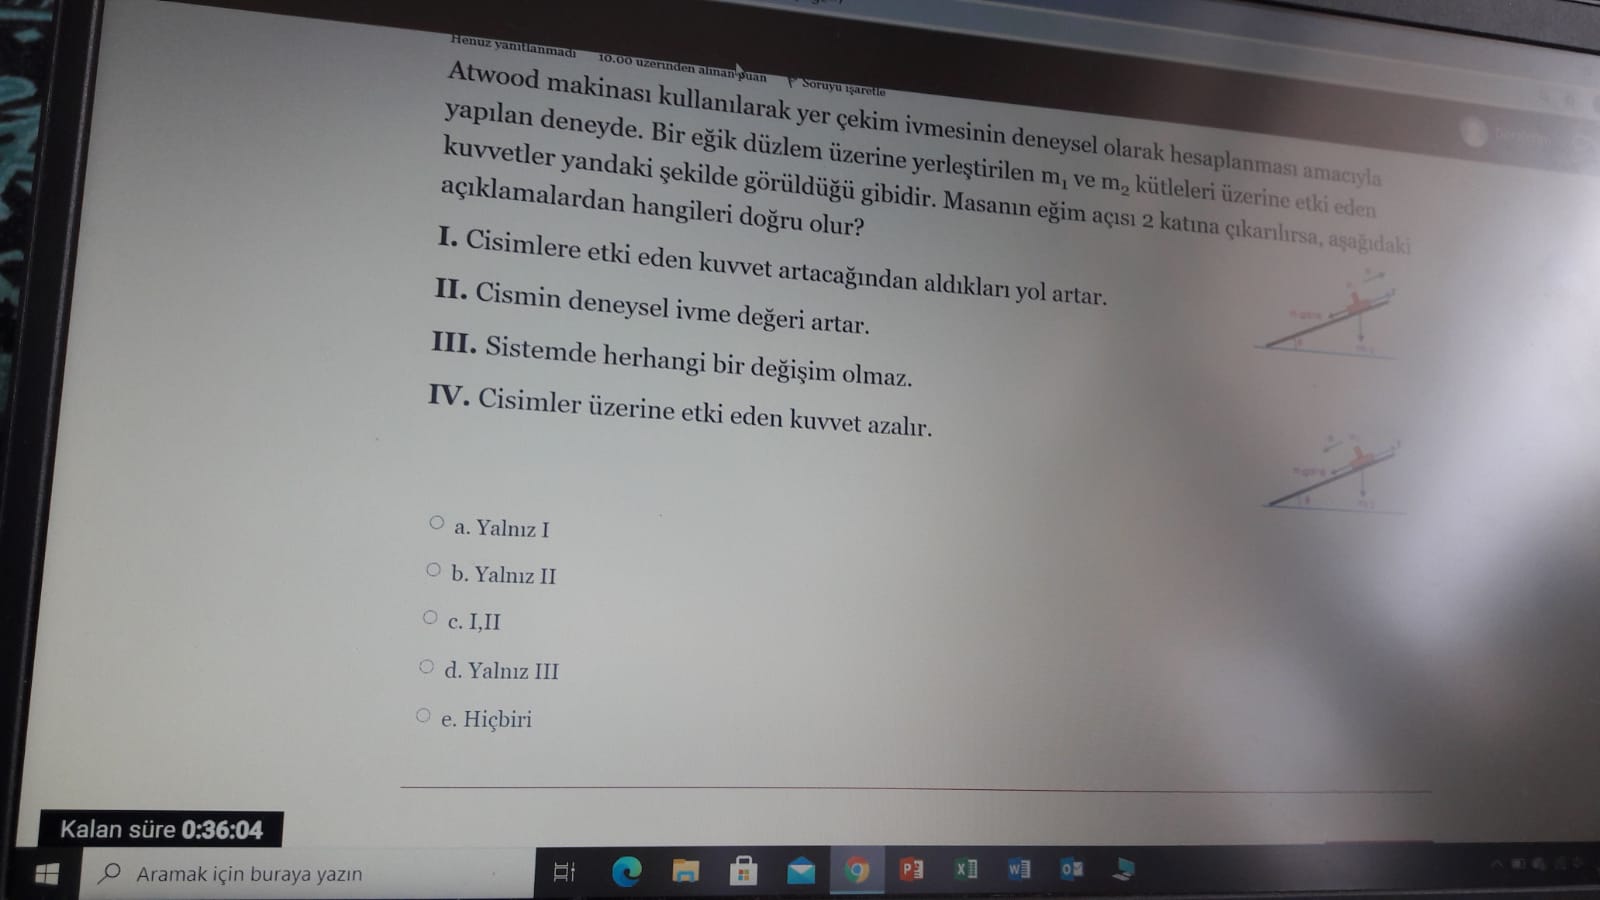 Henüz yanıtlanmadı 10.00 üzerinden alınan puan Soruyu işaretle
Atwood makinası kullanılarak yer çekim ivmesinin deneysel olarak hesaplanması amacıyla
yapılan deneyde. Bir eğik düzlem üzerine yerleştirilen m₁ ve m₂ kütleleri üzerine etki eden
kuvvetler yandaki şekilde görüldüğü gibidir. Masanın eğim açısı 2 katına çıkarılırsa, aşağıdaki
açıklamalardan hangileri doğru olur?
I. Cisimlere etki eden kuvvet artacağından aldıkları yol artar.
II. Cismin deneysel ivme değeri artar.
III. Sistemde herhangi bir değişim olmaz.
IV. Cisimler üzerine etki eden kuvvet azalır.
a. Yalnız I
b. Yalnız II
c. I,II
d. Yalnız III
e. Hiçbiri
Kalan süre 0:36:04
Aramak için buraya yazın